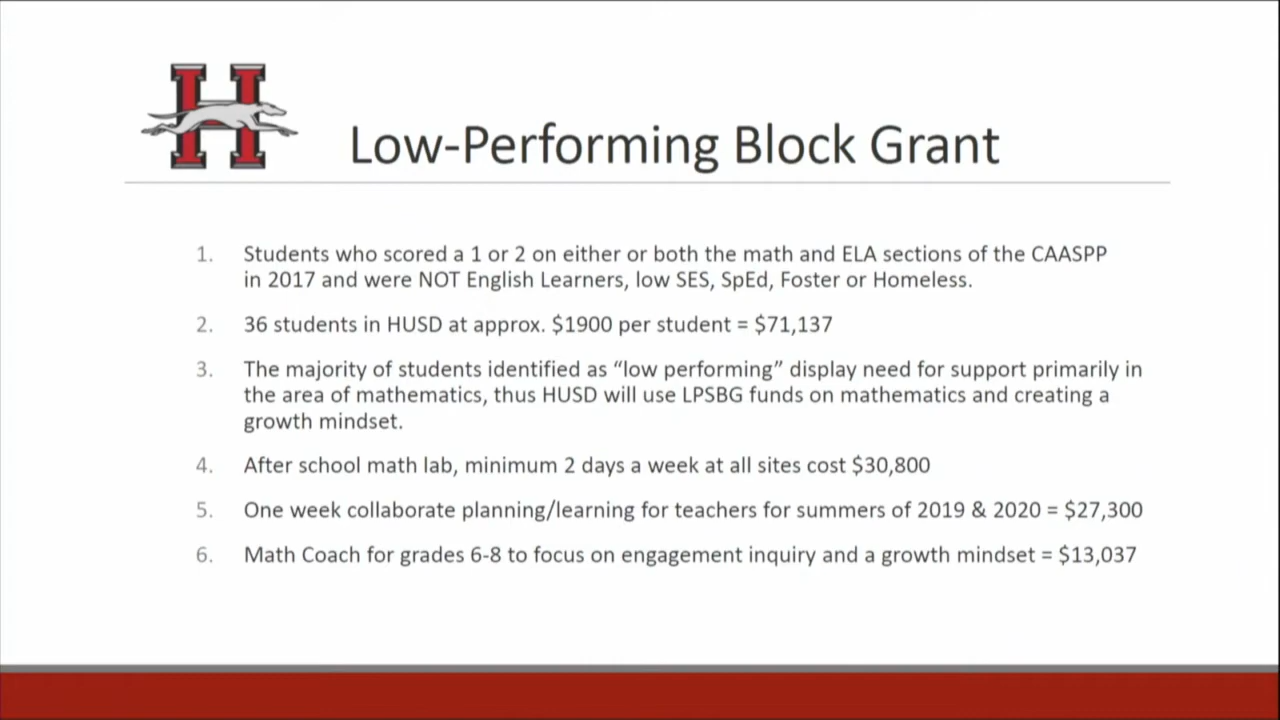 H
Low-Performing Block Grant
1. Students who scored a 1 or 2 on either or both the math and ELA sections of the CAASPP
in 2017 and were NOT English Learners, low SES, SpEd, Foster or Homeless.
2. 36 students in HUSD at approx. $1900 per student = $71,137
3. The majority of students identified as “low performing” display need for support primarily in
the area of mathematics, thus HUSD will use LPSBG funds on mathematics and creating a
growth mindset.
4. After school math lab, minimum 2 days a week at all sites cost $30,800
5. One week collaborate planning/learning for teachers for summers of 2019 & 2020 = $27,300
6. Math Coach for grades 6-8 to focus on engagement inquiry and a growth mindset = $13,037